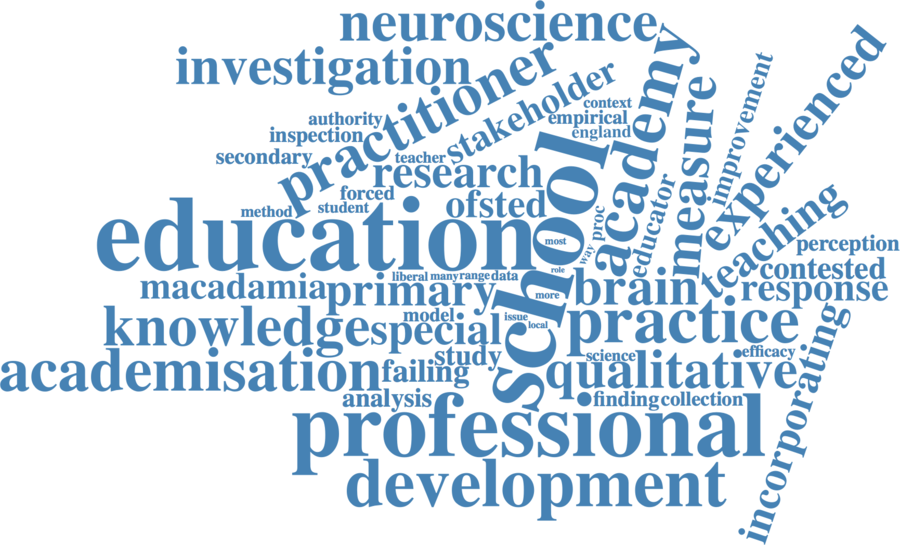 neuroscience
investigation
practitioner
academy
experienced
stakeholder
measure
improvement
context
authority
empirical
inspection
england
secondary
teacher
research
forced
method
student
ofsted
school
proc
educator
teaching
education
most
way
perception
role
contested
liberal
many
range
data
macadamia
primary
more
brain
response
knowledge
special
model
issue
local
practice
incorporating
study
science
efficacy
academisation
failing
qualitative
analysis
finding
collection
professional
development